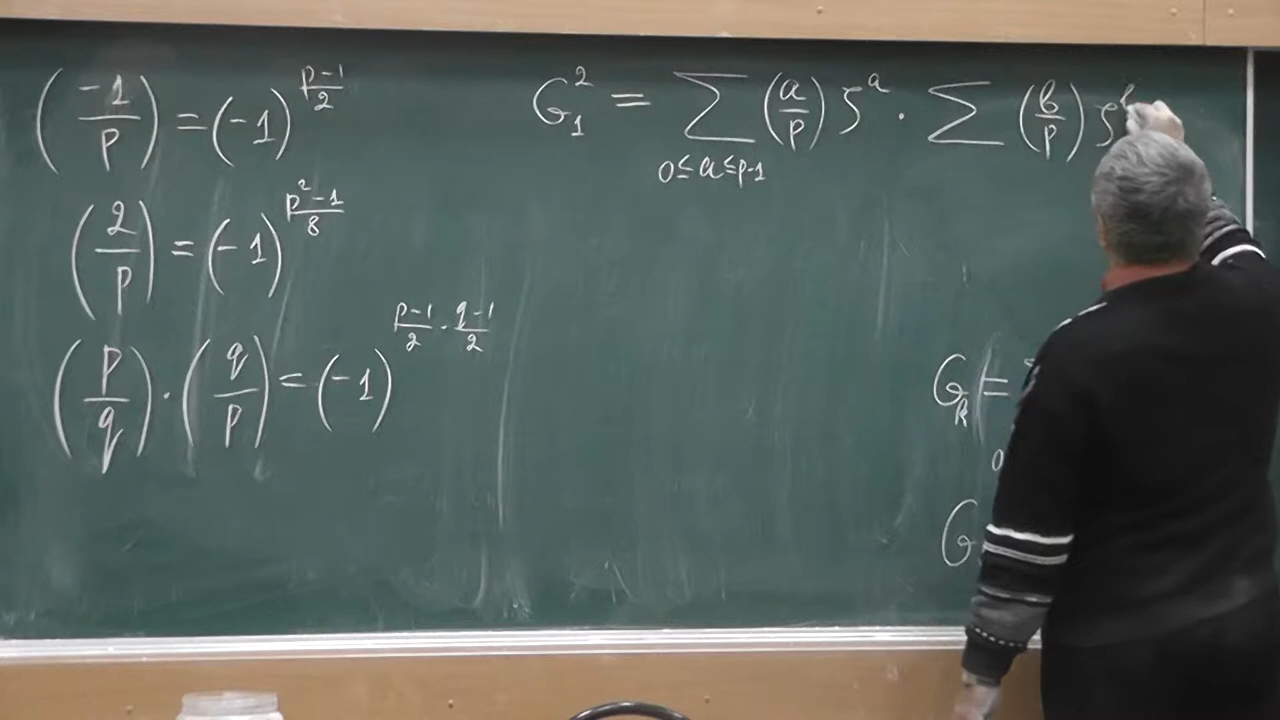 (-1/p) = (-1)^((p-1)/2)
(2/p) = (-1)^((p²-1)/8)
(p/q) · (q/p) = (-1)^((p-1)/2 · (q-1)/2)
G₁² = ∑_(0≤a≤p-1) (a/p) ζ^a · ∑ (b/p) ζ
G_k =
G